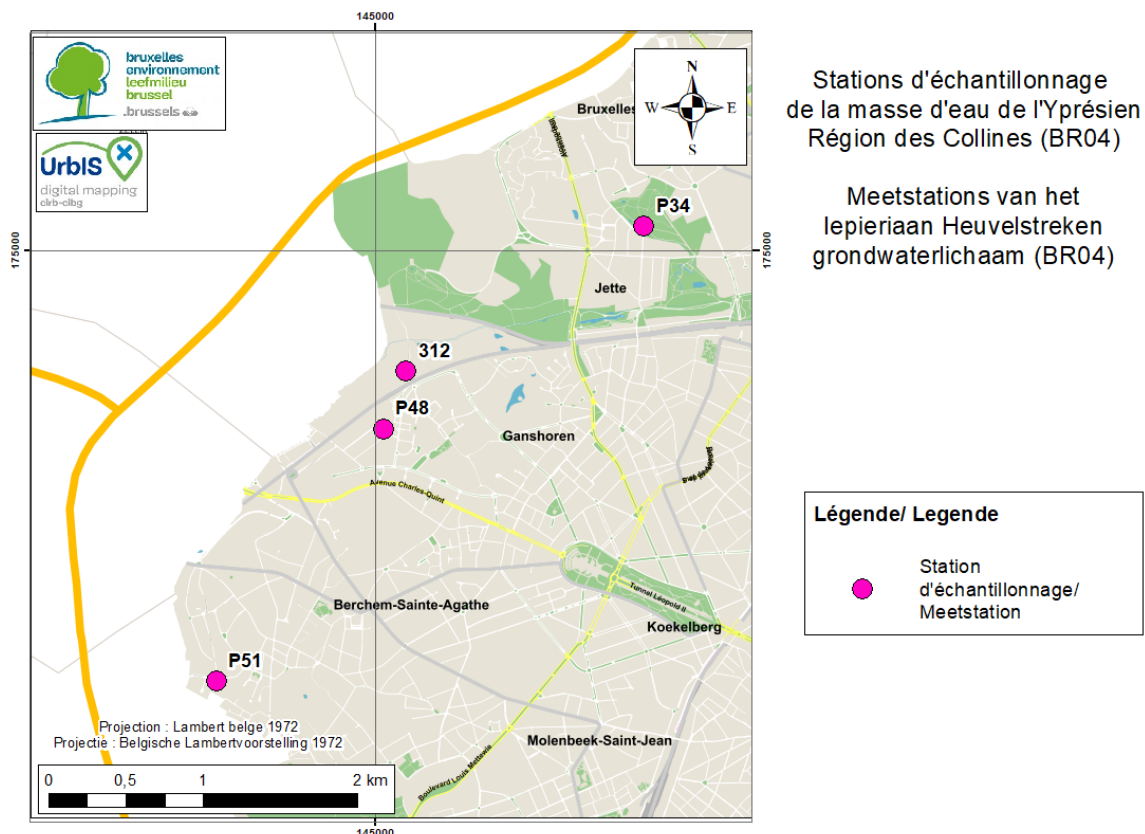 145000
bruxelles
environnement
leefmilieu
brussel
.brussels
UrbIS
digital mapping
cirb-cibg
N
W E
S
Bruxelles
P34
175000
175000
Jette
312
P48
Ganshoren
Avenue Charles-Quint
Berchem-Sainte-Agathe
Tunnel Léopold II
Koekelberg
P51
Projection : Lambert belge 1972
Projectie : Belgische Lambertvoorstelling 1972
Molenbeek-Saint-Jean
Boulevard Louis Mettewie
0 0,5 1 2 km
145000
Stations d'échantillonnage
de la masse d'eau de l'Yprésien
Région des Collines (BR04)
Meetstations van het
Iepieriaan Heuvelstreken
grondwaterlichaam (BR04)
Légende/ Legende
Station
d'échantillonnage/
Meetstation